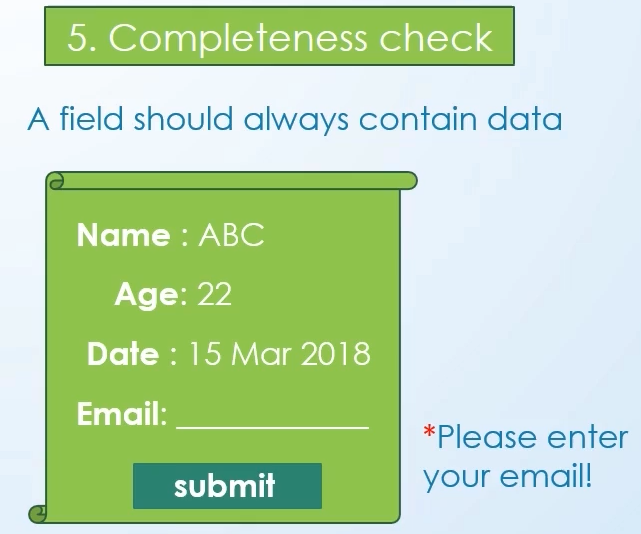 5. Completeness check
A field should always contain data
Name : ABC
Age: 22
Date : 15 Mar 2018
Email: ____________
submit
*Please enter
your email!